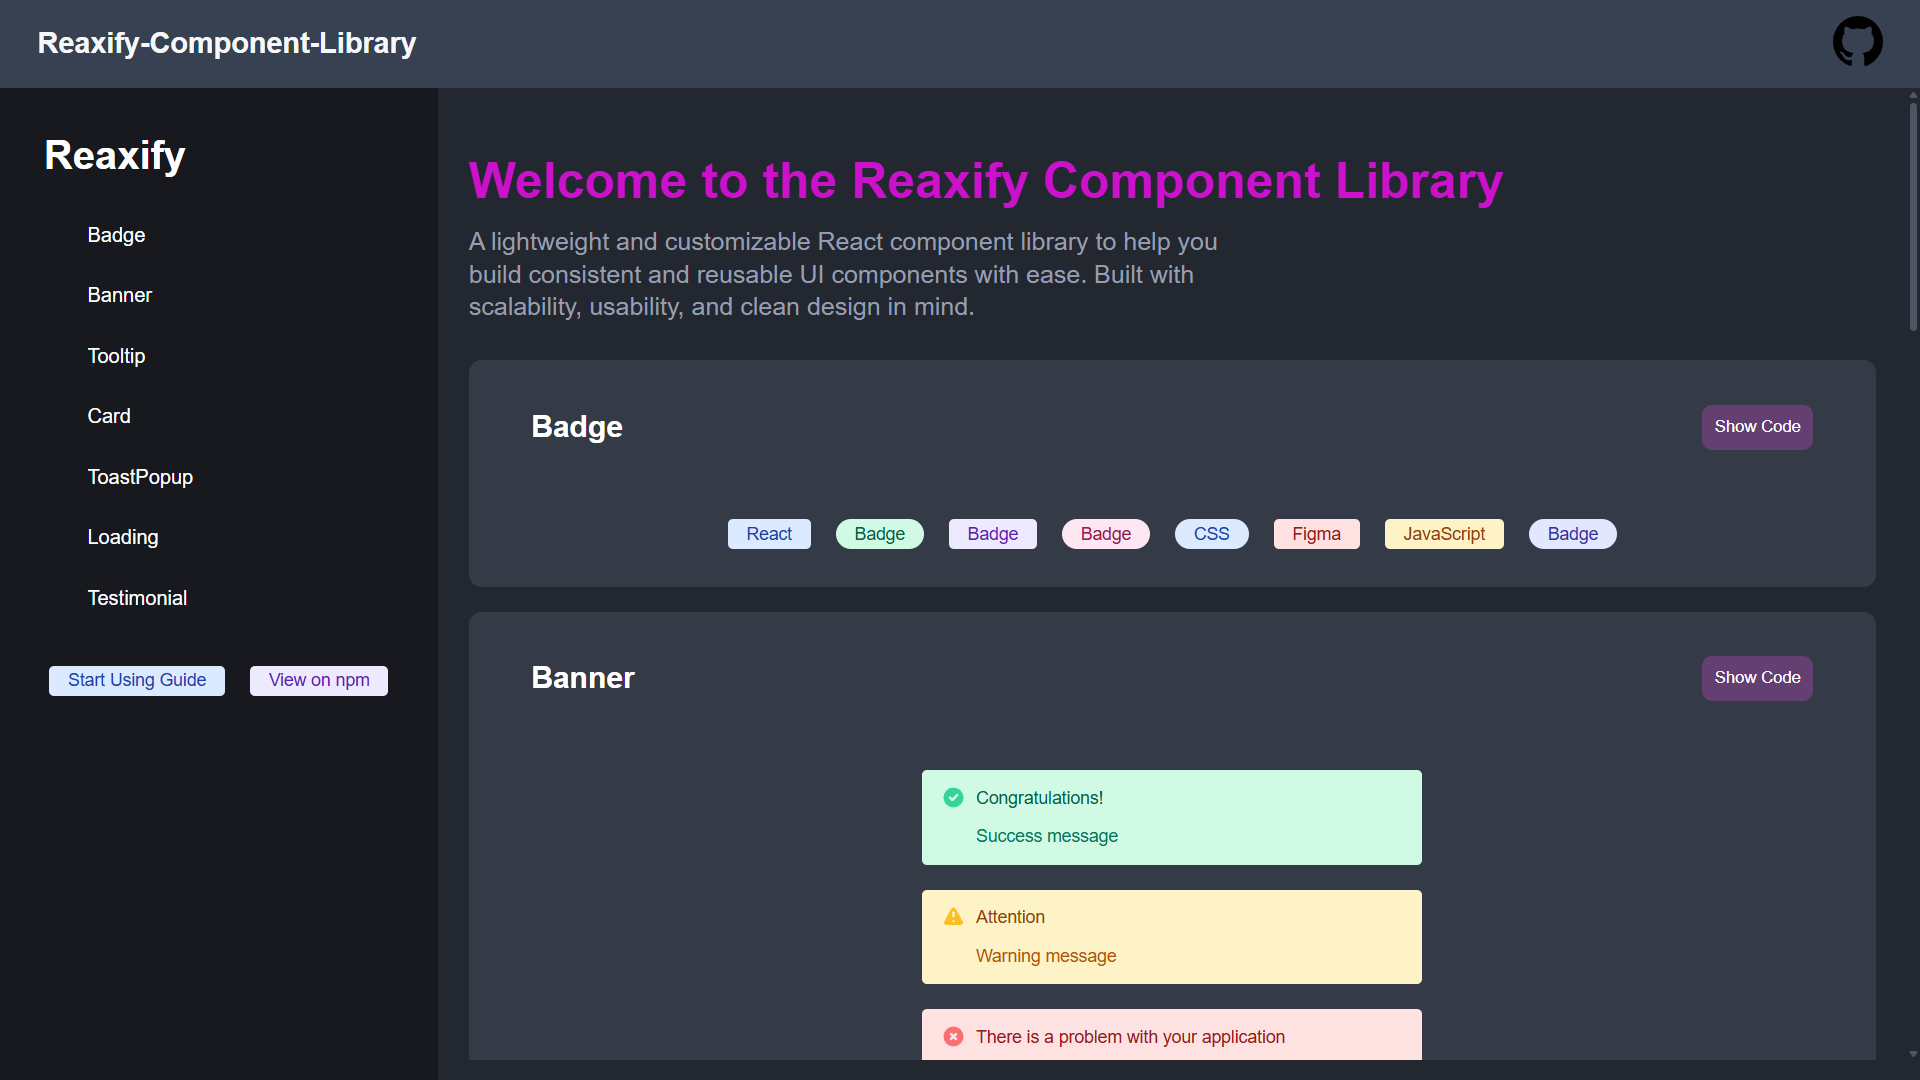 Reaxify-Component-Library
Reaxify
Badge
Banner
Tooltip
Card
ToastPopup
Loading
Testimonial
Start Using Guide
View on npm
Welcome to the Reaxify Component Library
A lightweight and customizable React component library to help you
build consistent and reusable UI components with ease. Built with
scalability, usability, and clean design in mind.
Badge
Show Code
React
Badge
Badge
Badge
CSS
Figma
JavaScript
Badge
Banner
Show Code
Congratulations!
Success message
Attention
Warning message
There is a problem with your application